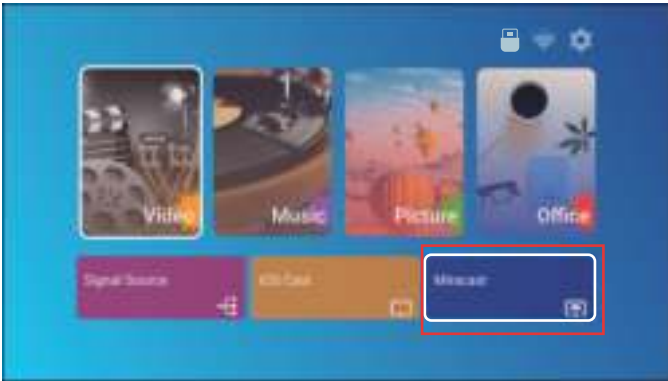 Video
Music
Picture
Office
Signal Source
iOS Cast
Miracast